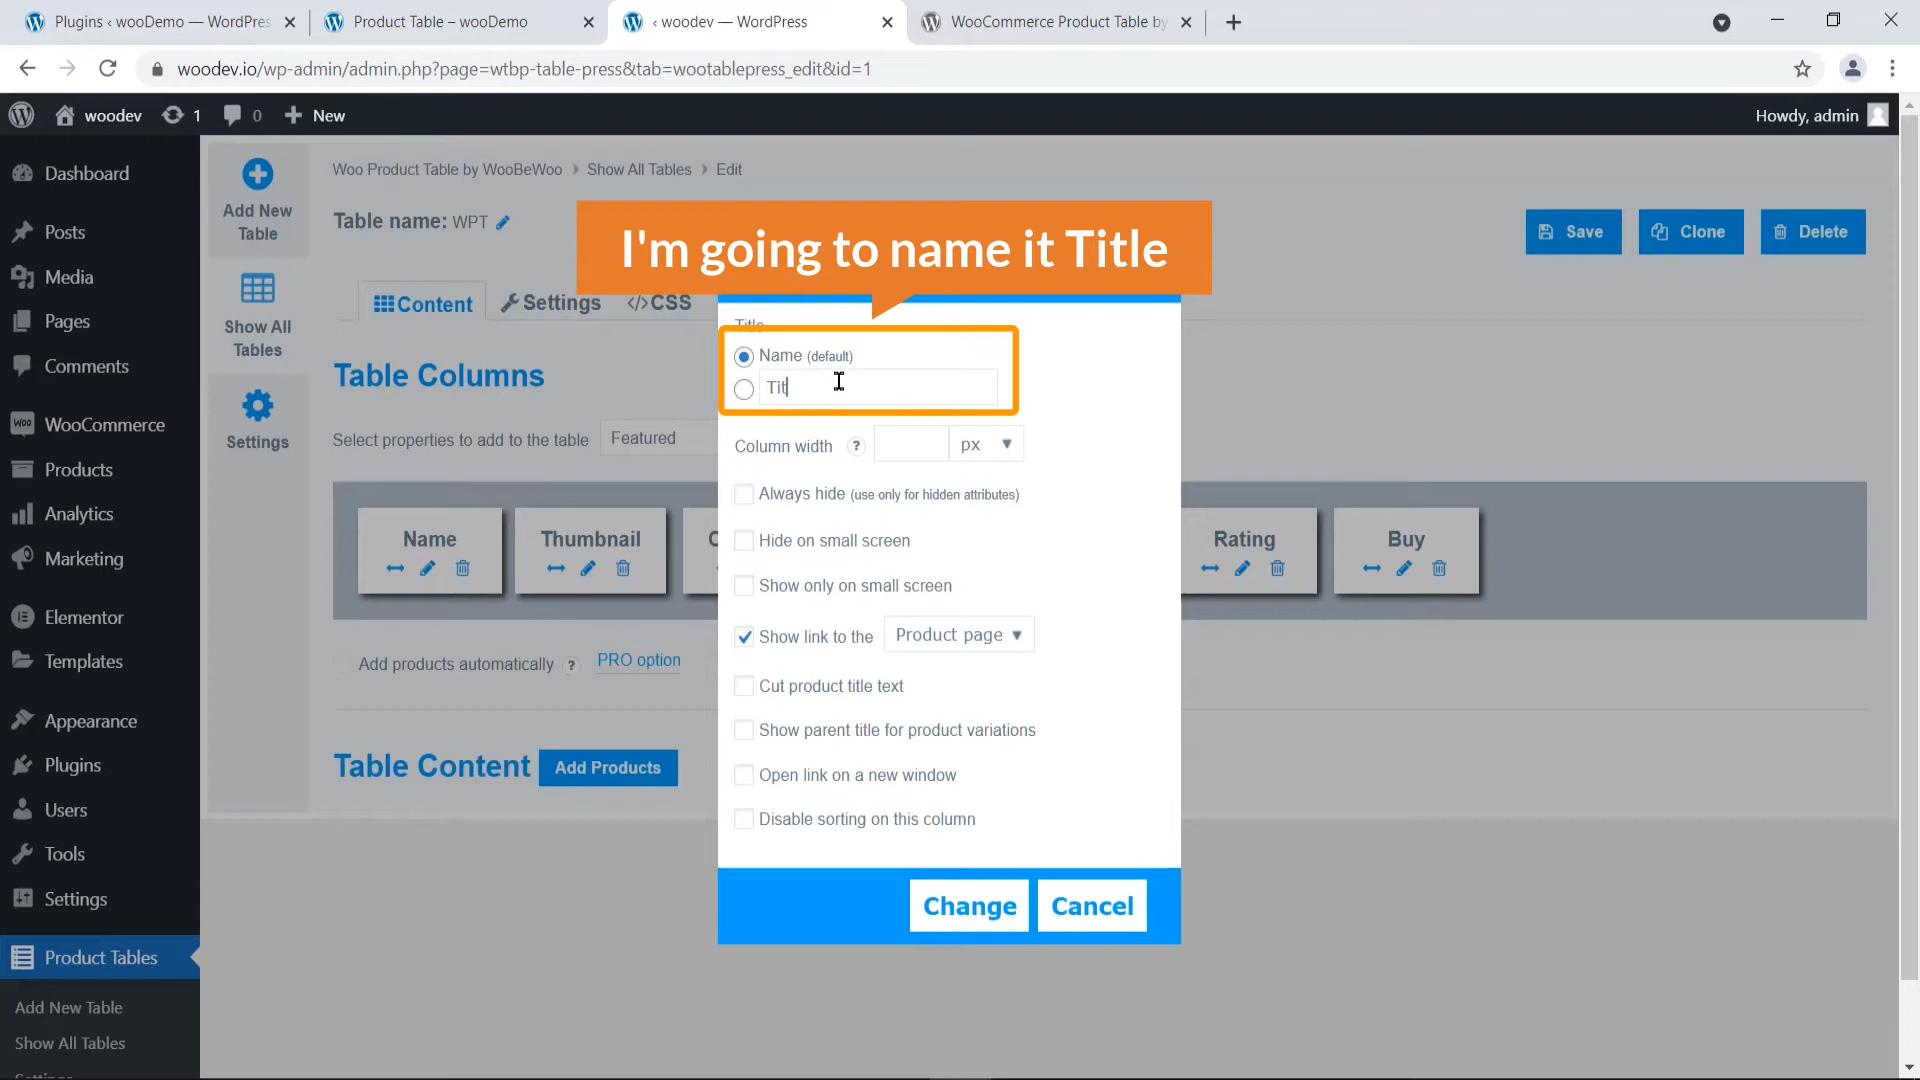 Plugins ‹ wooDemo — WordPres
Product Table – wooDemo
‹ woodev — WordPress
WooCommerce Product Table by
woodev.io/wp-admin/admin.php?page=wtbp-table-press&tab=wootablepress_edit&id=1
woodev
1
0
New
Howdy, admin
Dashboard
Posts
Media
Pages
Comments
Woo
WooCommerce
Products
Analytics
Marketing
Elementor
Templates
Appearance
Plugins
Users
Tools
Settings
Product Tables
Add New Table
Show All Tables
Settings
Add New
Table
Show All
Tables
Settings
Woo Product Table by WooBeWoo
Show All Tables
Edit
Table name: WPT
Save
Clone
Delete
Content
Settings
</>CSS
Table Columns
Select properties to add to the table
Featured
Name
Thumbnail
Rating
Buy
Add products automatically ?
PRO option
Table Content
Add Products
I'm going to name it Title
Title
Name (default)
Tit
Column width ?
px
Always hide (use only for hidden attributes)
Hide on small screen
Show only on small screen
Show link to the
Product page
Cut product title text
Show parent title for product variations
Open link on a new window
Disable sorting on this column
Change
Cancel